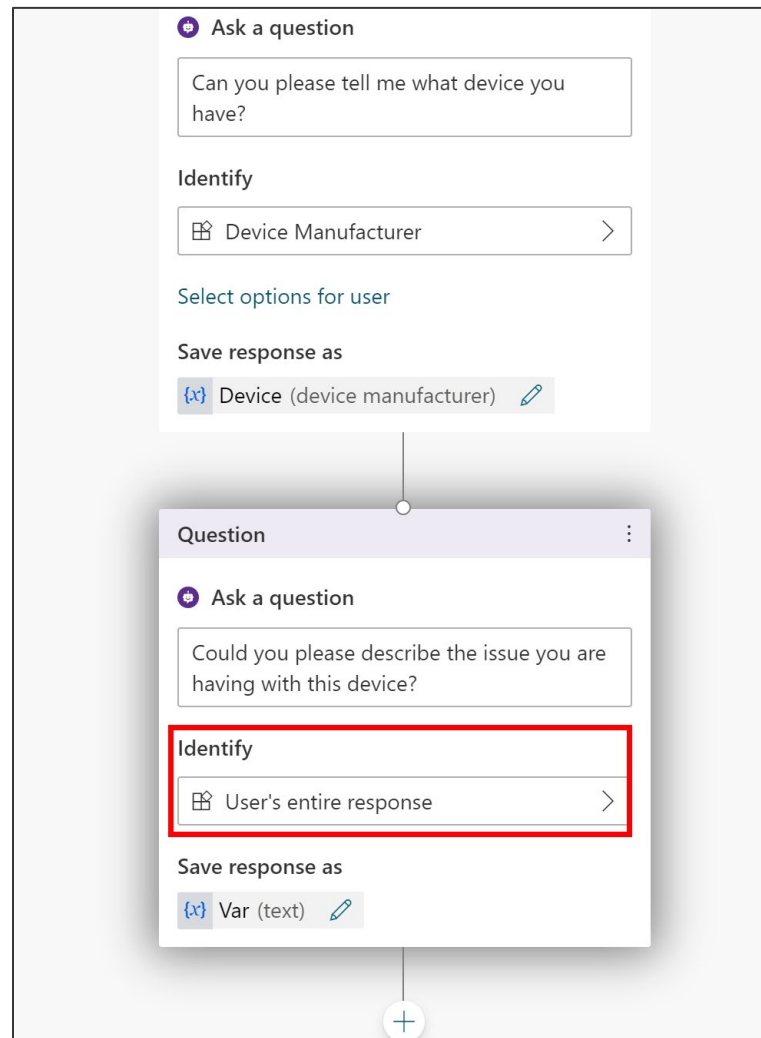 Ask a question
Can you please tell me what device you
have?
Identify
Device Manufacturer
Select options for user
Save response as
{x} Device (device manufacturer)
Question
Ask a question
Could you please describe the issue you are
having with this device?
Identify
User's entire response
Save response as
{x} Var (text)